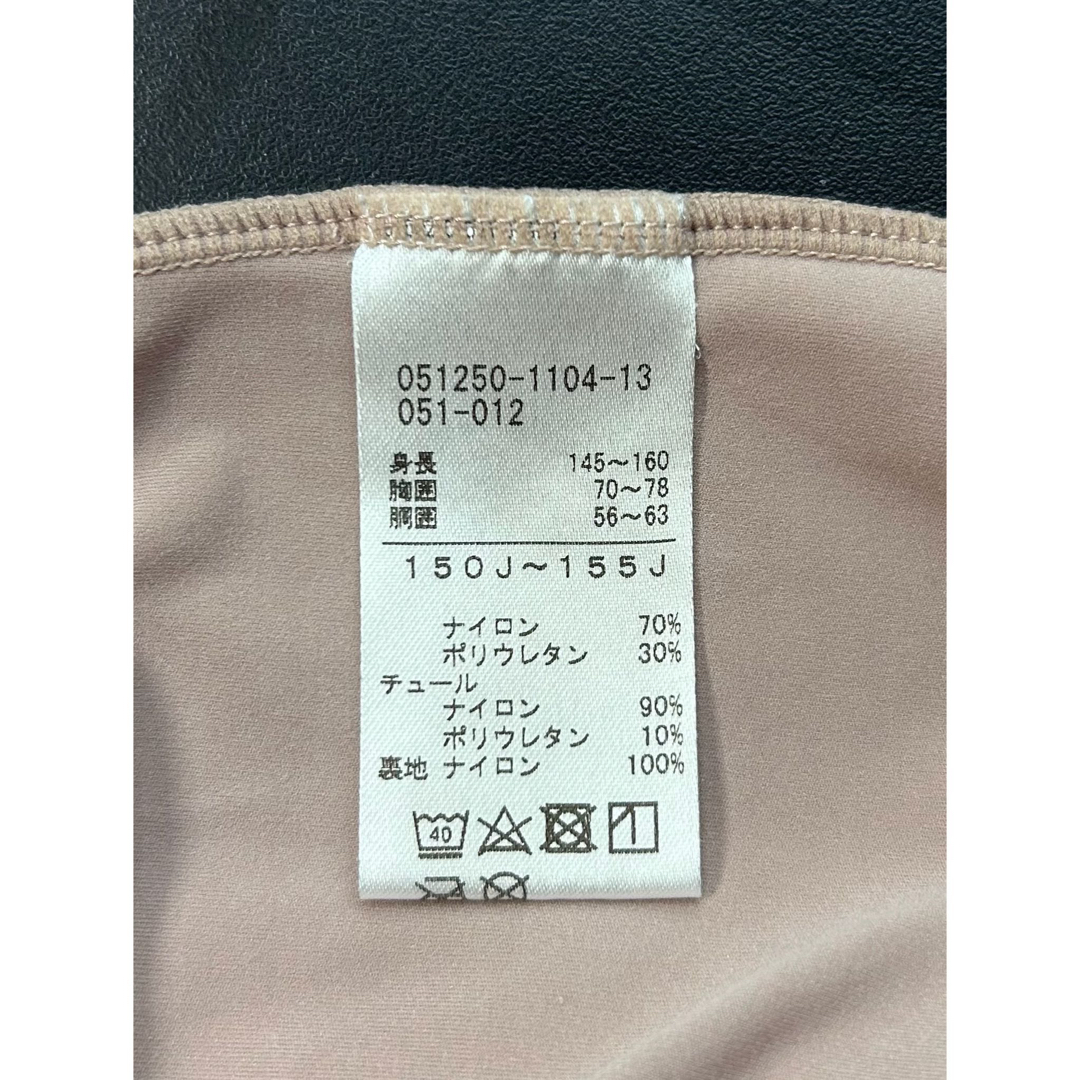 051250-1104-13
051-012
身長 145～160
胸囲 70～78
胴囲 56～63
150J～155J
ナイロン 70%
ポリウレタン 30%
チュール
ナイロン 90%
ポリウレタン 10%
裏地 ナイロン 100%
40